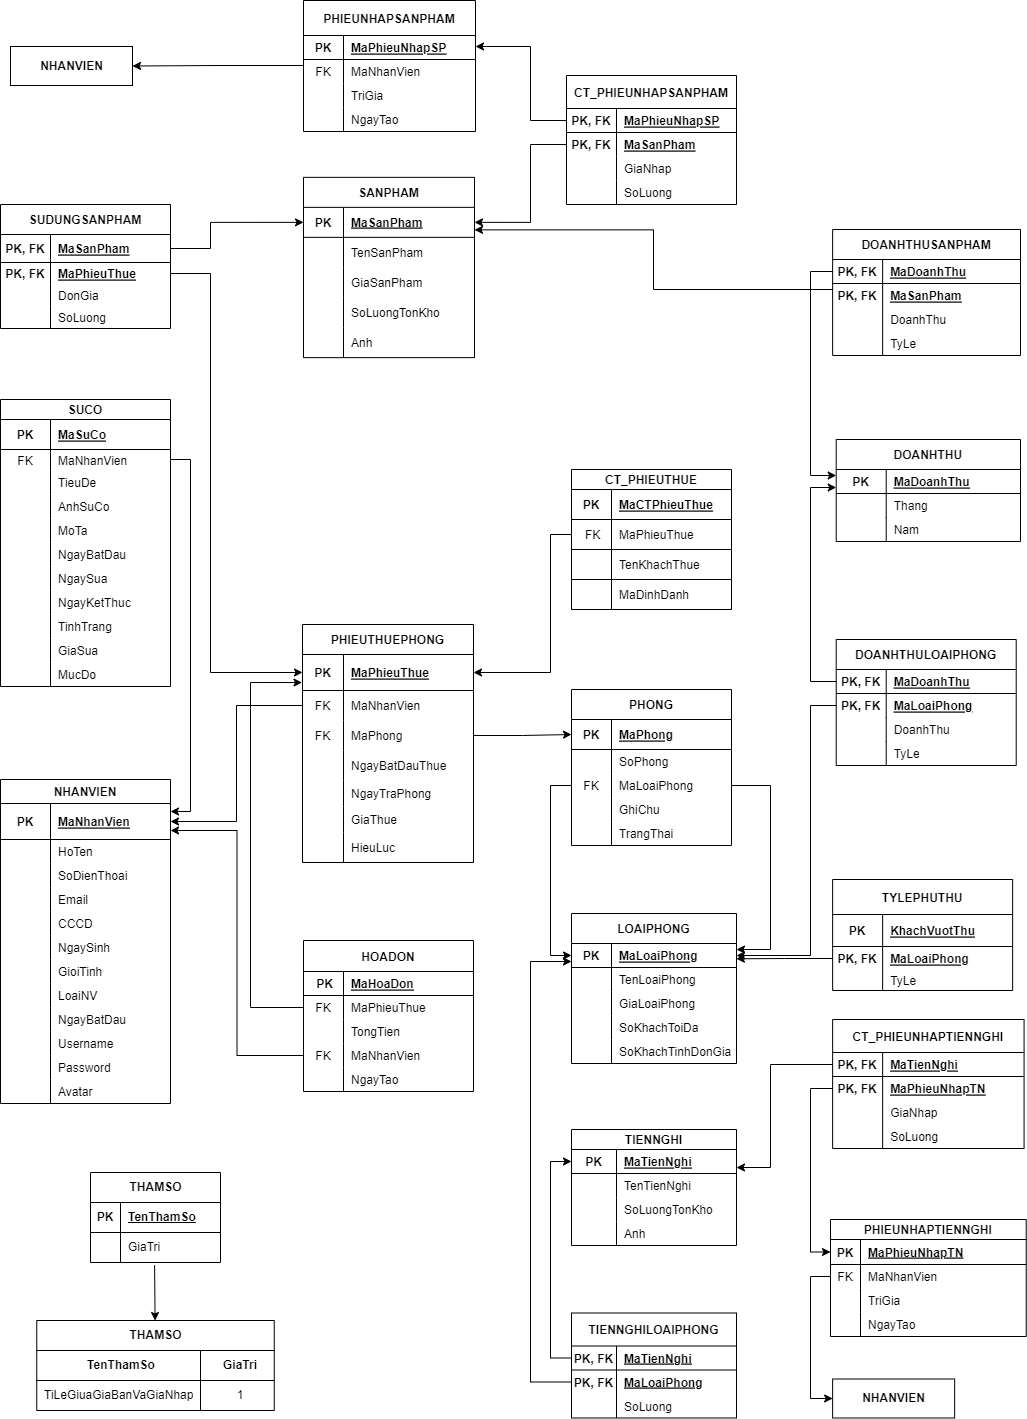 PHIEUNHAPSANPHAM
PK MaPhieuNhapSP
FK MaNhanVien
TriGia
NgayTao
NHANVIEN
CT_PHIEUNHAPSANPHAM
PK, FK MaPhieuNhapSP
PK, FK MaSanPham
GiaNhap
SoLuong
SANPHAM
PK MaSanPham
TenSanPham
GiaSanPham
SoLuongTonKho
Anh
SUDUNGSANPHAM
PK, FK MaSanPham
PK, FK MaPhieuThue
DonGia
SoLuong
DOANHTHUSANPHAM
PK, FK MaDoanhThu
PK, FK MaSanPham
DoanhThu
TyLe
SUCO
PK MaSuCo
FK MaNhanVien
TieuDe
AnhSuCo
MoTa
NgayBatDau
NgaySua
NgayKetThuc
TinhTrang
GiaSua
MucDo
DOANHTHU
PK MaDoanhThu
Thang
Nam
CT_PHIEUTHUE
PK MaCTPhieuThue
FK MaPhieuThue
TenKhachThue
MaDinhDanh
PHIEUTHUEPHONG
PK MaPhieuThue
FK MaNhanVien
FK MaPhong
NgayBatDauThue
NgayTraPhong
GiaThue
HieuLuc
DOANHTHULOAIPHONG
PK, FK MaDoanhThu
PK, FK MaLoaiPhong
DoanhThu
TyLe
PHONG
PK MaPhong
SoPhong
FK MaLoaiPhong
GhiChu
TrangThai
NHANVIEN
PK MaNhanVien
HoTen
SoDienThoai
Email
CCCD
NgaySinh
GioiTinh
LoaiNV
NgayBatDau
Username
Password
Avatar
TYLEPHUTHU
PK KhachVuotThu
PK, FK MaLoaiPhong
TyLe
LOAIPHONG
PK MaLoaiPhong
TenLoaiPhong
GiaLoaiPhong
SoKhachToiDa
SoKhachTinhDonGia
HOADON
PK MaHoaDon
FK MaPhieuThue
TongTien
FK MaNhanVien
NgayTao
CT_PHIEUNHAPTIENNGHI
PK, FK MaTienNghi
PK, FK MaPhieuNhapTN
GiaNhap
SoLuong
TIENNGHI
PK MaTienNghi
TenTienNghi
SoLuongTonKho
Anh
THAMSO
PK TenThamSo
GiaTri
PHIEUNHAPTIENNGHI
PK MaPhieuNhapTN
FK MaNhanVien
TriGia
NgayTao
THAMSO
TenThamSo GiaTri
TiLeGiuaGiaBanVaGiaNhap 1
TIENNGHILOAIPHONG
PK, FK MaTienNghi
PK, FK MaLoaiPhong
SoLuong
NHANVIEN